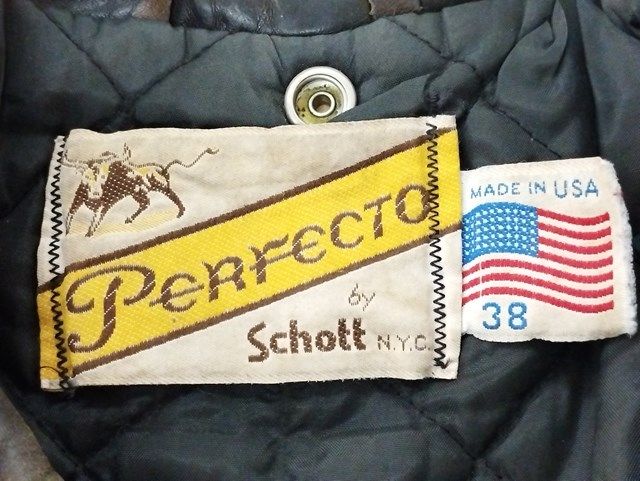 PERFECTO
by
Schott N.Y.C.
MADE IN USA
38